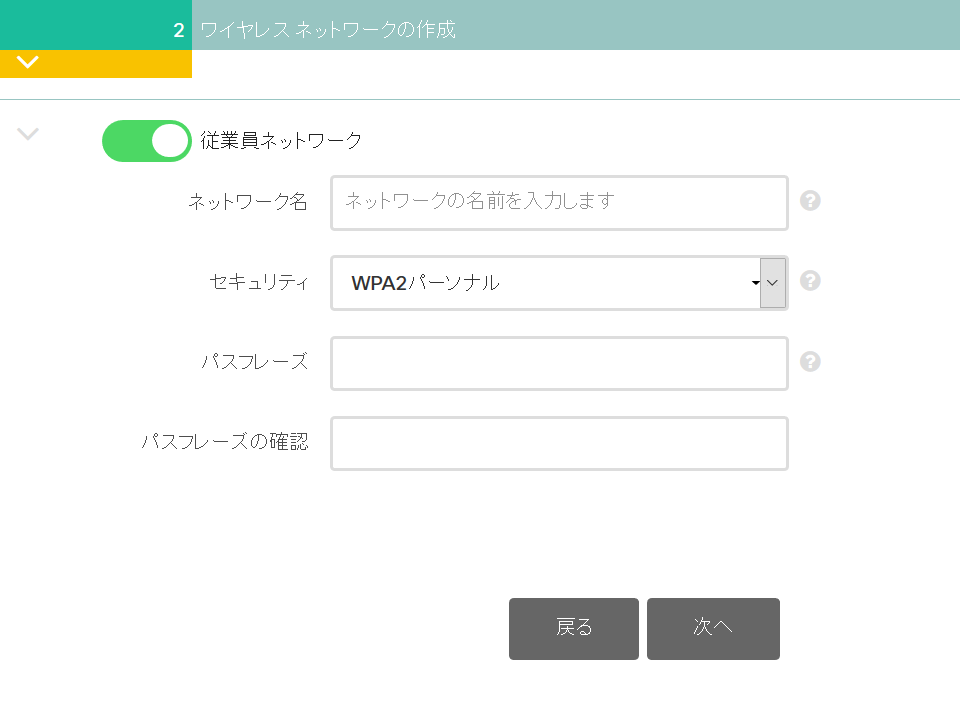 2 ワイヤレス ネットワークの作成
従業員ネットワーク
ネットワーク名 ネットワークの名前を入力します ?
セキュリティ WPA2パーソナル ?
パスフレーズ ?
パスフレーズの確認
戻る 次へ